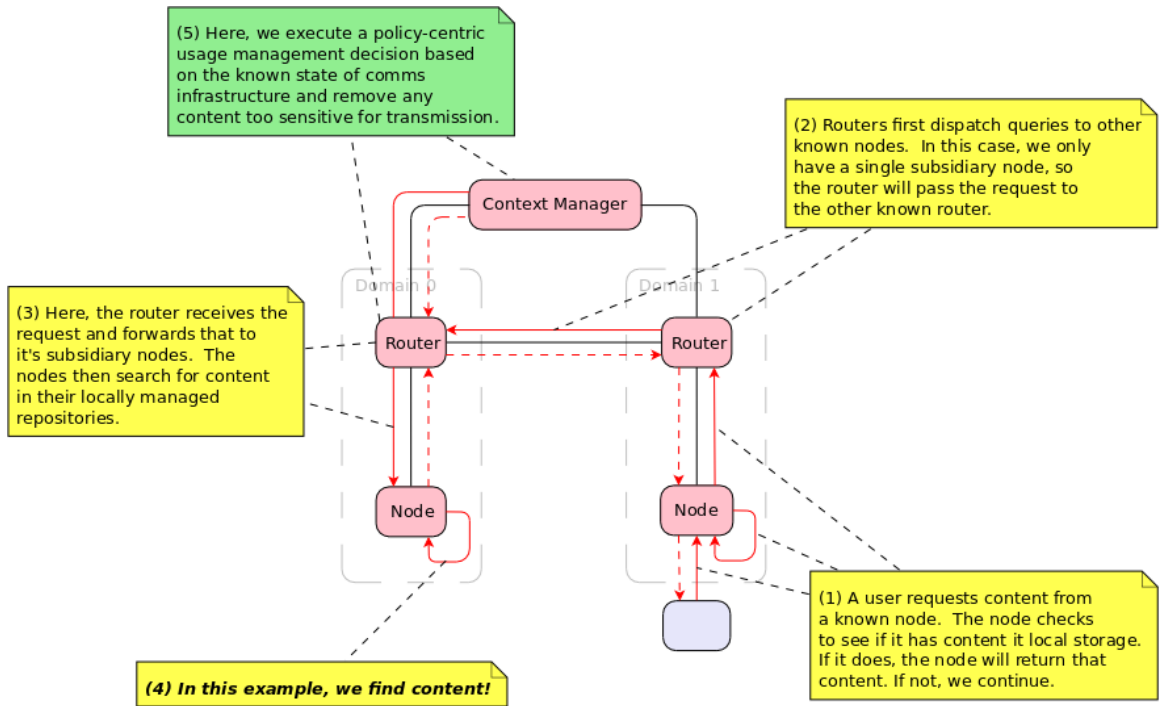 (5) Here, we execute a policy-centric
usage management decision based
on the known state of comms
infrastructure and remove any
content too sensitive for transmission.
(2) Routers first dispatch queries to other
known nodes.  In this case, we only
have a single subsidiary node, so
the router will pass the request to
the other known router.
Context Manager
Domain 0
Domain 1
(3) Here, the router receives the
request and forwards that to
it's subsidiary nodes.  The
nodes then search for content
in their locally managed
repositories.
Router
Router
Node
Node
(1) A user requests content from
a known node.  The node checks
to see if it has content it local storage.
If it does, the node will return that
content. If not, we continue.
(4) In this example, we find content!